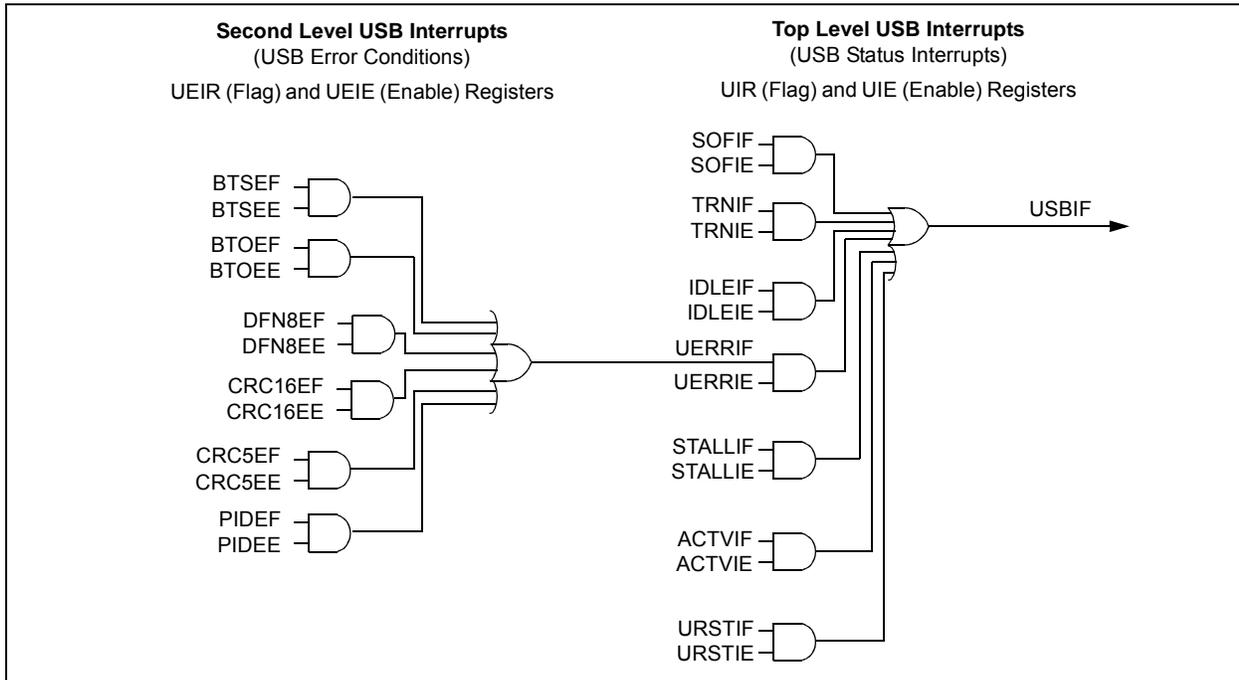 Second Level USB Interrupts
(USB Error Conditions)
UEIR (Flag) and UEIE (Enable) Registers
BTSEF
BTSEE
BTOEF
BTOEE
DFN8EF
DFN8EE
CRC16EF
CRC16EE
CRC5EF
CRC5EE
PIDEF
PIDEE
Top Level USB Interrupts
(USB Status Interrupts)
UIR (Flag) and UIE (Enable) Registers
SOFIF
SOFIE
TRNIF
TRNIE
IDLEIF
IDLEIE
UERRIF
UERRIE
STALLIF
STALLIE
ACTVIF
ACTVIE
URSTIF
URSTIE
USBIF